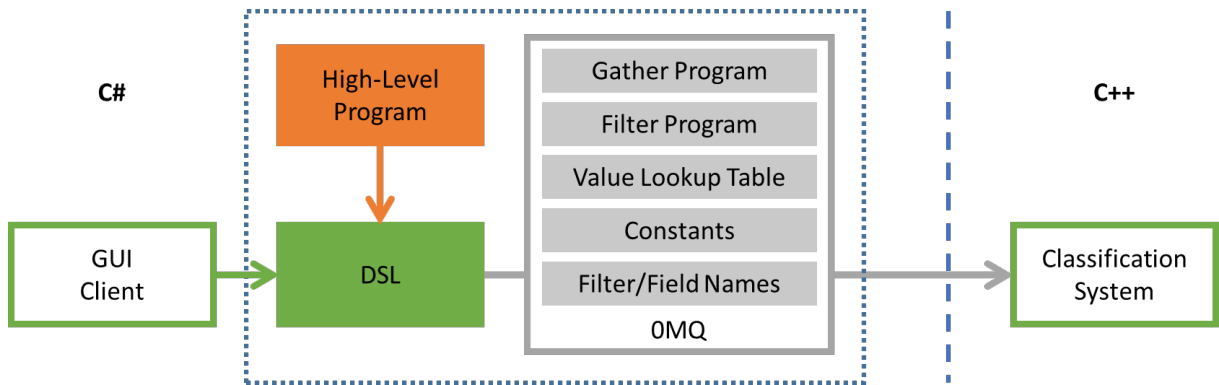 C#
High-Level
Program
Gather Program
Filter Program
Value Lookup Table
Constants
Filter/Field Names
0MQ
C++
GUI
Client
DSL
Classification
System